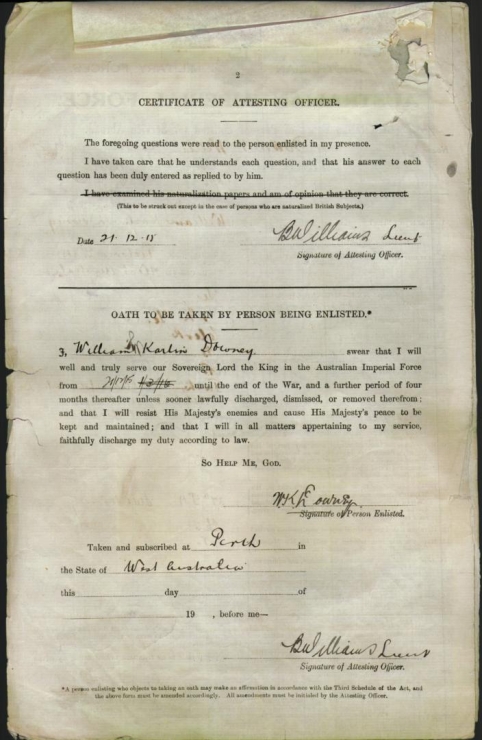 2
CERTIFICATE OF ATTESTING OFFICER.
The foregoing questions were read to the person enlisted in my presence.
I have taken care that he understands each question, and that his answer to each
question has been duly entered as replied to by him.
I have examined his naturalization papers and am of opinion that they are correct.
(This to be struck out except in the case of persons who are naturalized British Subjects.)
Date 21-12-15 BWilliams Lieut
Signature of Attesting Officer.
OATH TO BE TAKEN BY PERSON BEING ENLISTED.*
I, William Karlin Downey swear that I will
well and truly serve our Sovereign Lord the King in the Australian Imperial Force
from 21/12/15 until the end of the War, and a further period of four
months thereafter unless sooner lawfully discharged, dismissed, or removed therefrom;
and that I will resist His Majesty's enemies and cause His Majesty's peace to be
kept and maintained; and that I will in all matters appertaining to my service,
faithfully discharge my duty according to law.
SO HELP ME, GOD.
WK Downey
Signature of Person Enlisted.
Taken and subscribed at Perth in
the State of West Australia
this day of
19 , before me—
BWilliams Lieut
Signature of Attesting Officer.
*A person enlisting who objects to taking an oath may make an affirmation in accordance with the Third Schedule of the Act, and
the above form must be amended accordingly. All amendments must be initialed by the Attesting Officer.